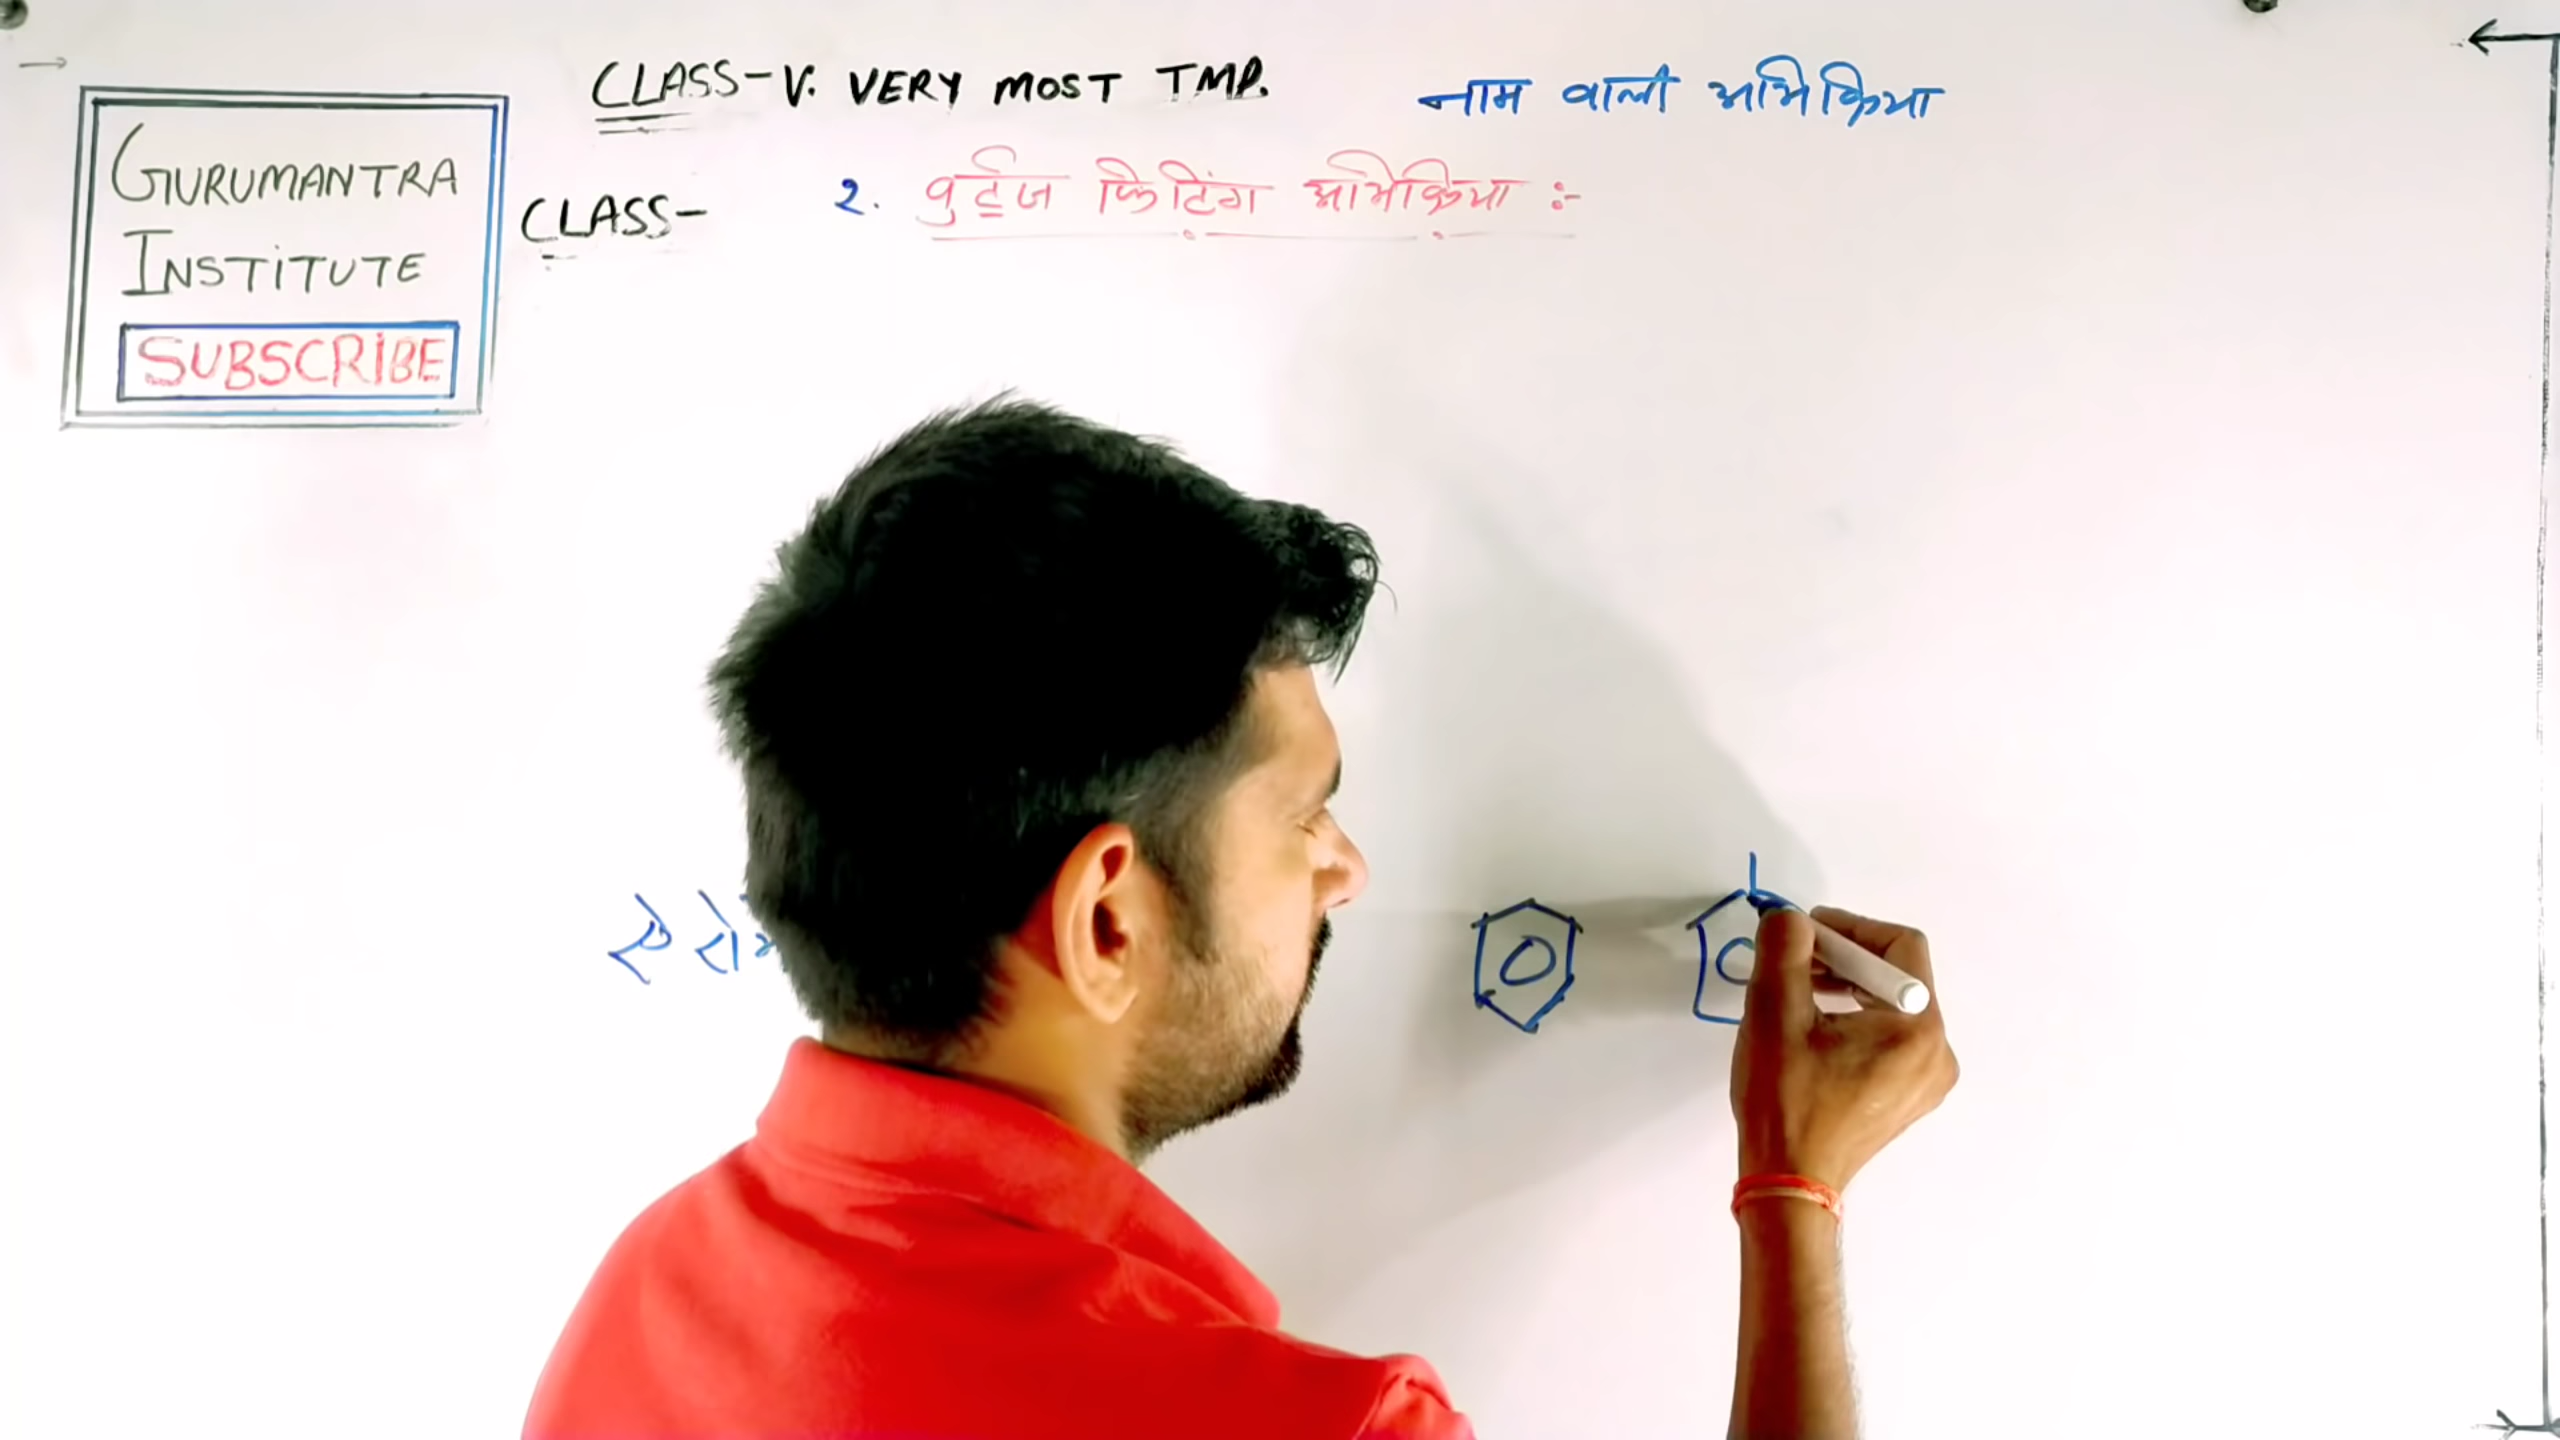 CLASS-V. VERY MOST IMP. नाम वाली अभिक्रिया
GURUMANTRA
INSTITUTE
SUBSCRIBE
CLASS-
2. वुर्ट्ज फिटिंग अभिक्रिया :-